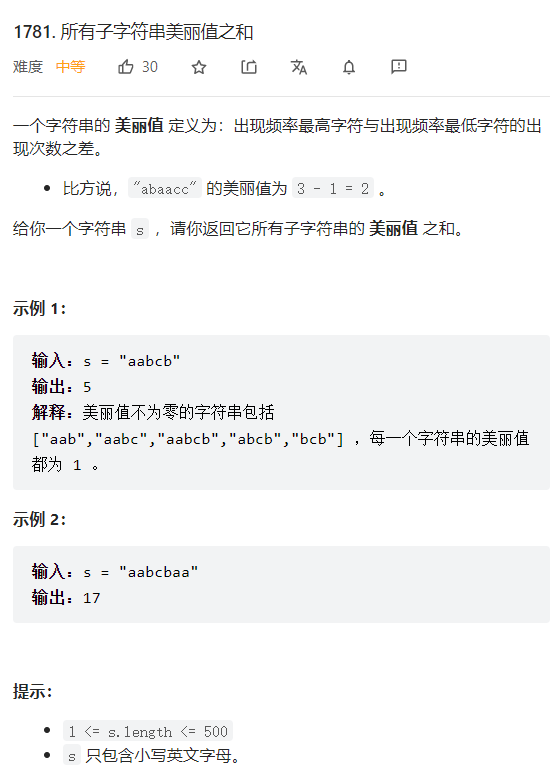 1781. 所有子字符串美丽值之和
难度 中等 30
一个字符串的 美丽值 定义为：出现频率最高字符与出现频率最低字符的出
现次数之差。
• 比方说，"abaacc" 的美丽值为 3 - 1 = 2 。
给你一个字符串 s ，请你返回它所有子字符串的 美丽值 之和。
示例 1：
输入：s = "aabcb"
输出：5
解释：美丽值不为零的字符串包括
["aab","aabc","aabcb","abcb","bcb"] ，每一个字符串的美丽值
都为 1 。
示例 2：
输入：s = "aabcbaa"
输出：17
提示：
• 1 <= s.length <= 500
• s 只包含小写英文字母。